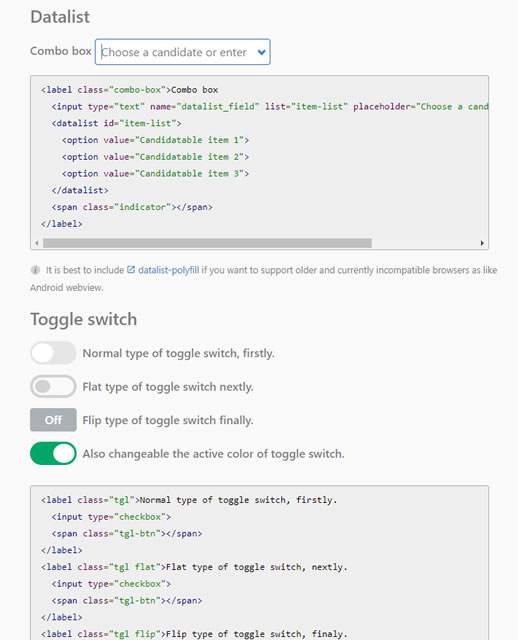 Datalist
Combo box Choose a candidate or enter
<label class="combo-box">Combo box
<input type="text" name="datalist_field" list="item-list" placeholder="Choose a cand
<datalist id="item-list">
<option value="Candidatable item 1">
<option value="Candidatable item 2">
<option value="Candidatable item 3">
</datalist>
<span class="indicator"></span>
</label>
It is best to include datalist-polyfill if you want to support older and currently incompatible browsers as like
Android webview.
Toggle switch
Normal type of toggle switch, firstly.
Flat type of toggle switch nextly.
Off Flip type of toggle switch finally.
Also changeable the active color of toggle switch.
<label class="tgl">Normal type of toggle switch, firstly.
<input type="checkbox">
<span class="tgl-btn"></span>
</label>
<label class="tgl flat">Flat type of toggle switch, nextly.
<input type="checkbox">
<span class="tgl-btn"></span>
</label>
<label class="tgl flip">Flip type of toggle switch, finaly.